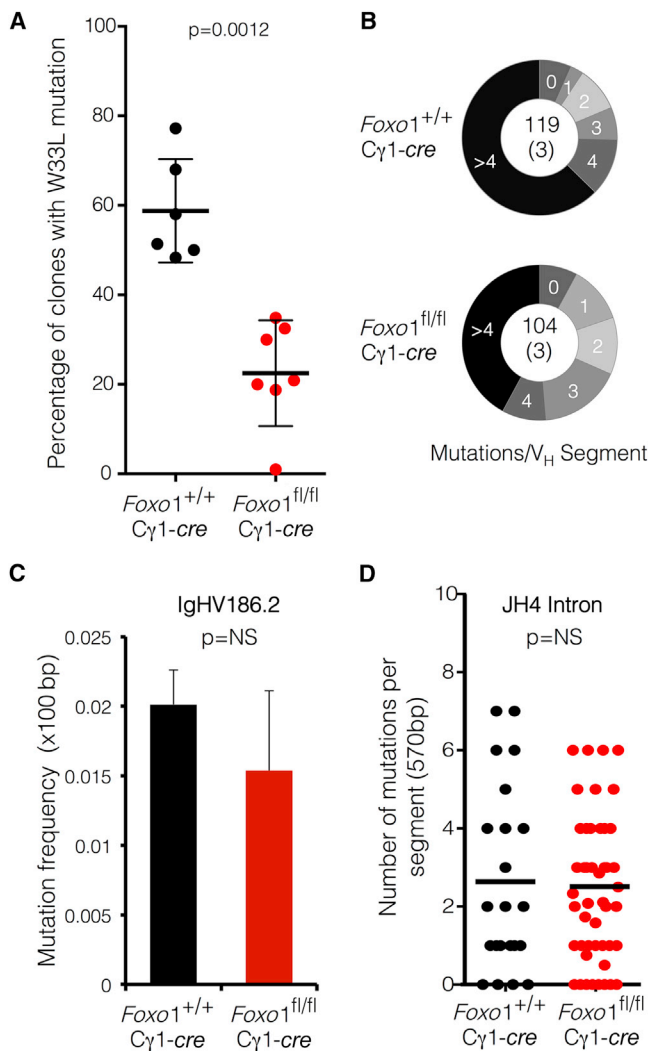 A
p=0.0012
Percentage of clones with W33L mutation
100
80
60
40
20
0
Foxo1+/+
Cγ1-cre
Foxo1fl/fl
Cγ1-cre
B
Foxo1+/+
Cγ1-cre
0
1
2
3
4
>4
119
(3)
Foxo1fl/fl
Cγ1-cre
0
1
2
3
4
>4
104
(3)
Mutations/VH Segment
C
IgHV186.2
p=NS
Mutation frequency (x100 bp)
0.025
0.02
0.015
0.01
0.005
0
Foxo1+/+
Cγ1-cre
Foxo1fl/fl
Cγ1-cre
D
JH4 Intron
p=NS
Number of mutations per
segment (570bp)
10
8
6
4
2
0
Foxo1+/+
Cγ1-cre
Foxo1fl/fl
Cγ1-cre